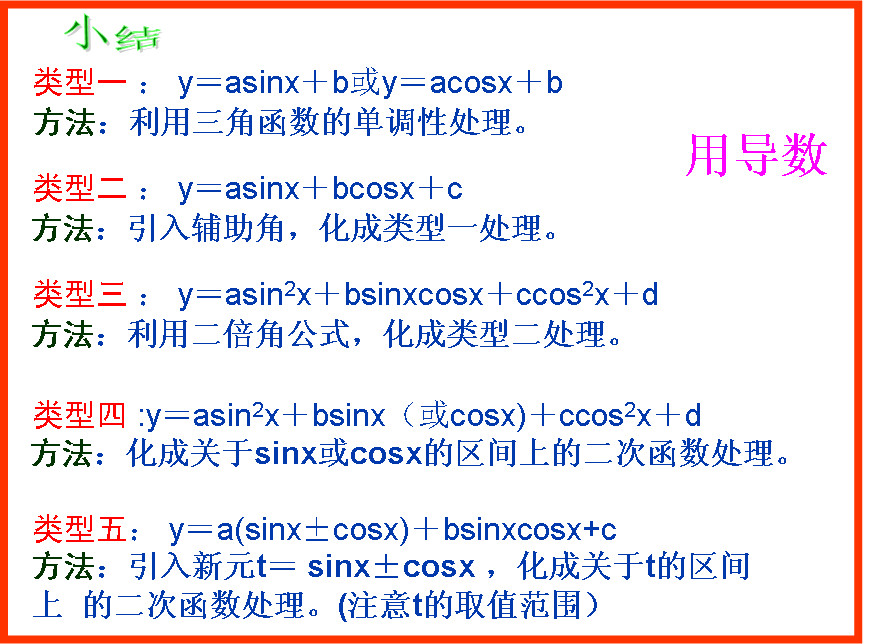 小结
类型一： y＝asinx＋b或y＝acosx＋b
方法：利用三角函数的单调性处理。
用导数
类型二： y＝asinx＋bcosx＋c
方法：引入辅助角，化成类型一处理。
类型三： y＝asin²x＋bsinxcosx＋ccos²x＋d
方法：利用二倍角公式，化成类型二处理。
类型四 :y＝asin²x＋bsinx（或cosx)＋ccos²x＋d
方法：化成关于sinx或cosx的区间上的二次函数处理。
类型五： y＝a(sinx±cosx)＋bsinxcosx+c
方法：引入新元t＝ sinx±cosx ，化成关于t的区间
上 的二次函数处理。(注意t的取值范围）